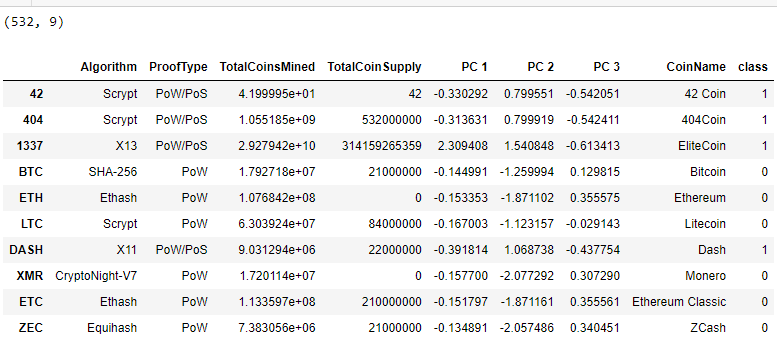 (532, 9)
Algorithm ProofType TotalCoinsMined TotalCoinSupply PC 1 PC 2 PC 3 CoinName class
42 Scrypt PoW/PoS 4.199995e+01 42 -0.330292 0.799551 -0.542051 42 Coin 1
404 Scrypt PoW/PoS 1.055185e+09 532000000 -0.313631 0.799919 -0.542411 404Coin 1
1337 X13 PoW/PoS 2.927942e+10 314159265359 2.309408 1.540848 -0.613413 EliteCoin 1
BTC SHA-256 PoW 1.792718e+07 21000000 -0.144991 -1.259994 0.129815 Bitcoin 0
ETH Ethash PoW 1.076842e+08 0 -0.153353 -1.871102 0.355575 Ethereum 0
LTC Scrypt PoW 6.303924e+07 84000000 -0.167003 -1.123157 -0.029143 Litecoin 0
DASH X11 PoW/PoS 9.031294e+06 22000000 -0.391814 1.068738 -0.437754 Dash 1
XMR CryptoNight-V7 PoW 1.720114e+07 0 -0.157700 -2.077292 0.307290 Monero 0
ETC Ethash PoW 1.133597e+08 210000000 -0.151797 -1.871161 0.355561 Ethereum Classic 0
ZEC Equihash PoW 7.383056e+06 21000000 -0.134891 -2.057486 0.340451 ZCash 0